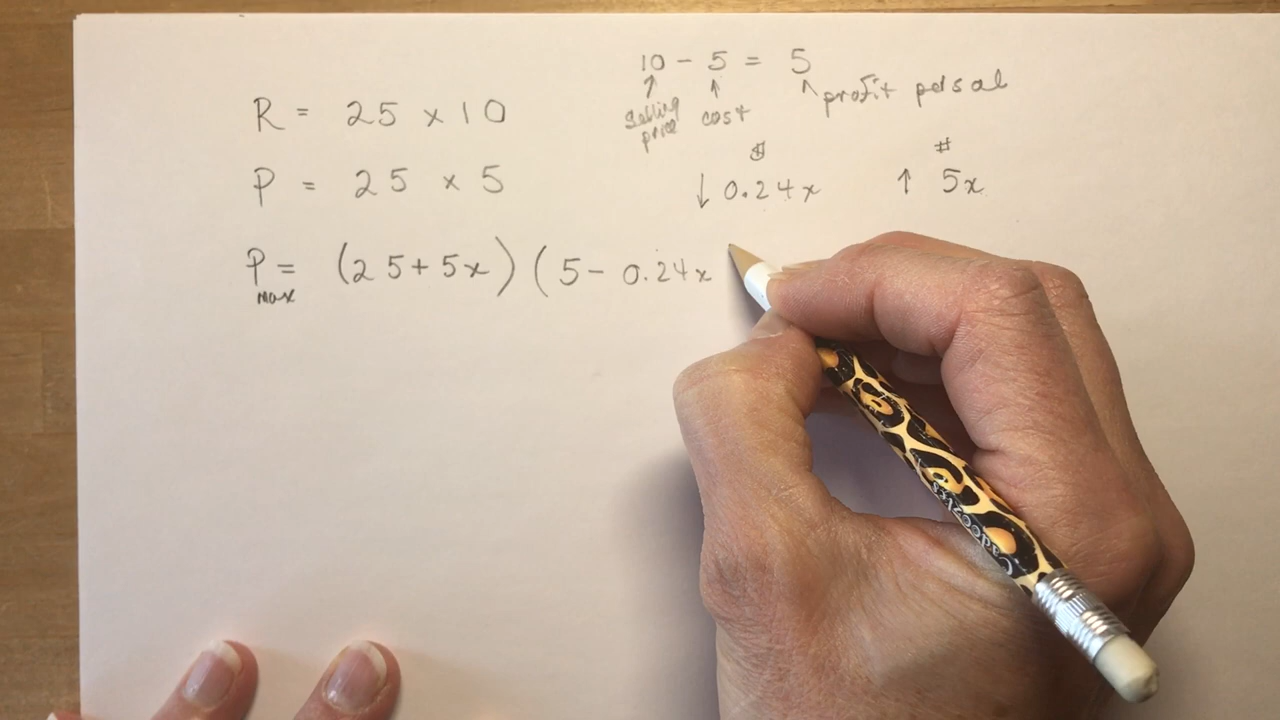 10 - 5 = 5
↑ ↑ ↑ profit per sal
selling price
cost
R = 25 x 10
$ #
P = 25 x 5
↓ 0.24x ↑ 5x
P = (25+5x)(5-0.24x
max